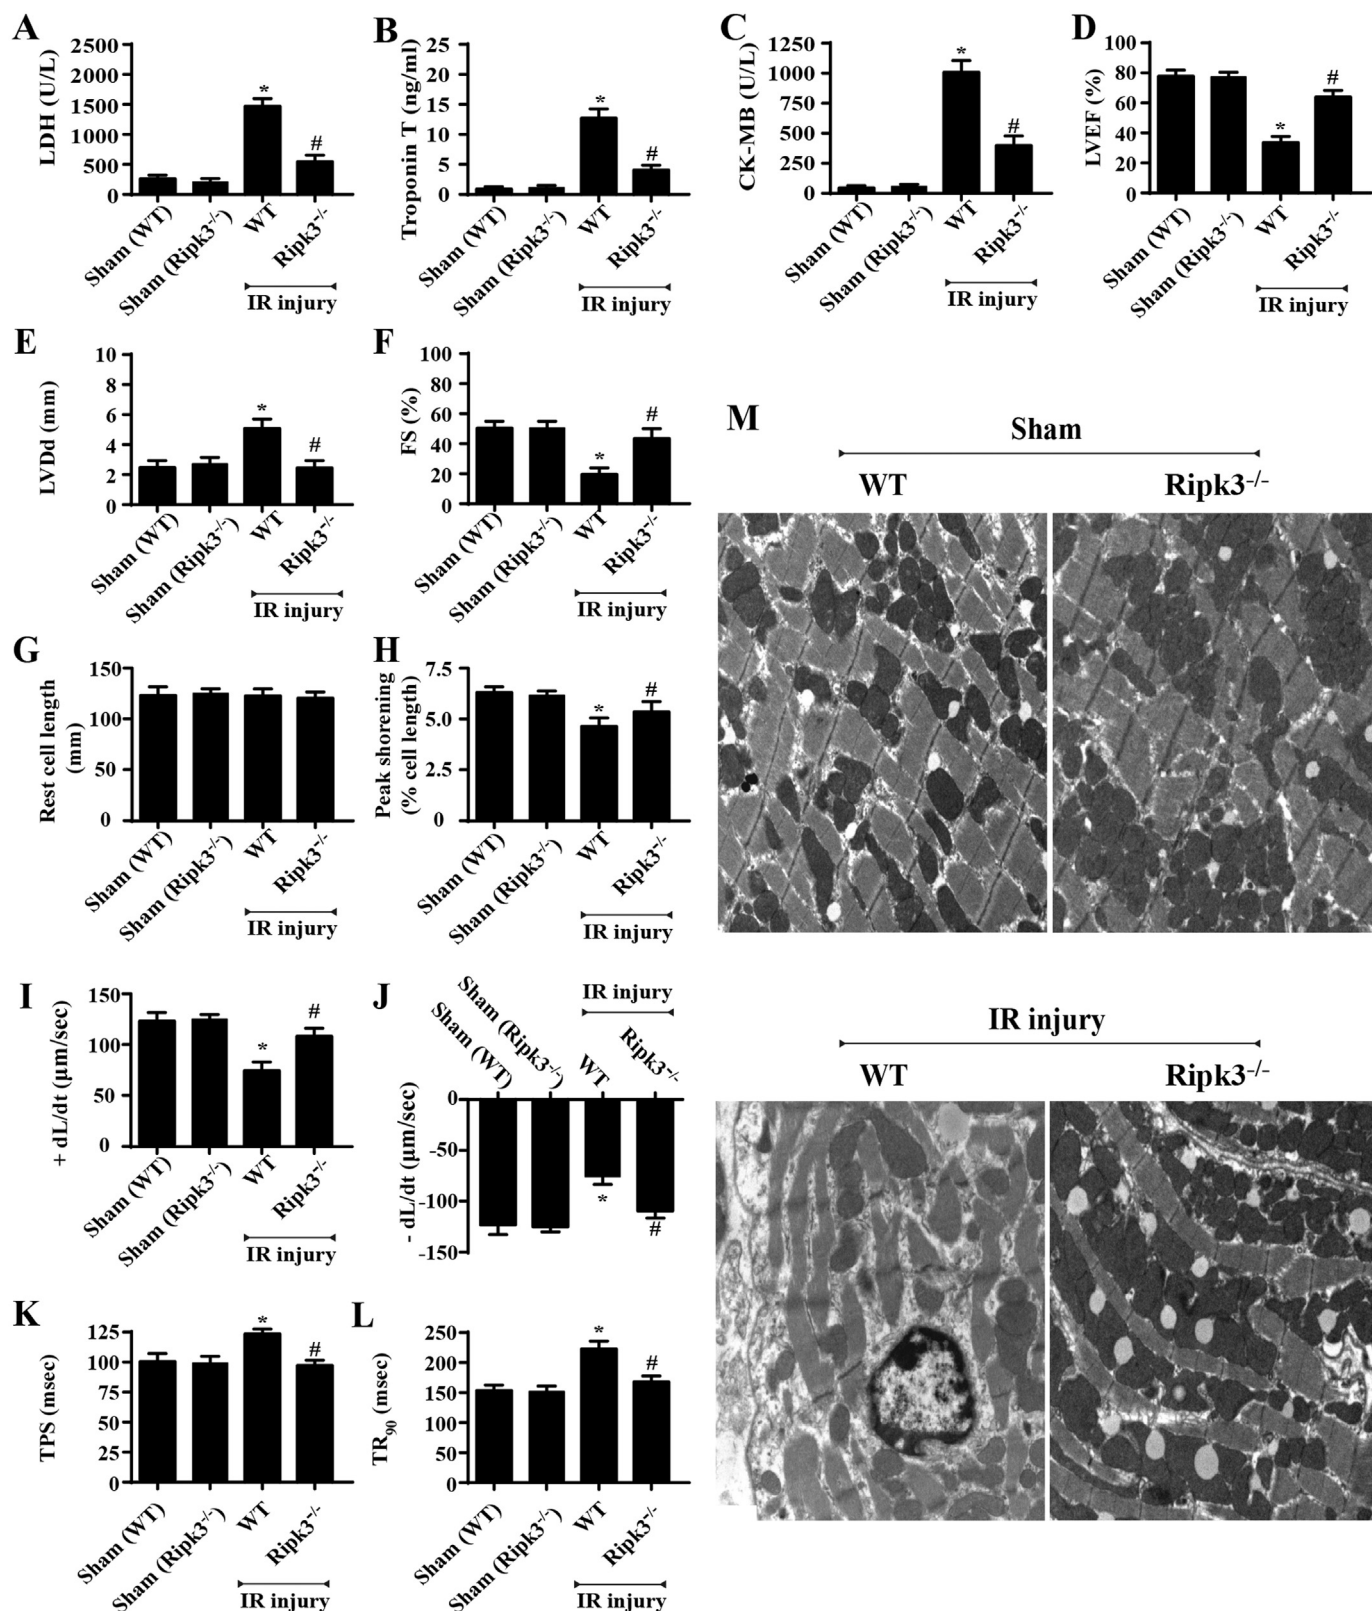 A
LDH (U/L)
2500
2000
1500
1000
500
0
*
#
Sham (WT)
Sham (Ripk3-/-)
WT
Ripk3-/-
IR injury
B
Troponin T (ng/ml)
25
20
15
10
5
0
*
#
Sham (WT)
Sham (Ripk3-/-)
WT
Ripk3-/-
IR injury
C
CK-MB (U/L)
1250
1000
750
500
250
0
*
#
Sham (WT)
Sham (Ripk3-/-)
WT
Ripk3-/-
IR injury
D
LVEF (%)
100
80
60
40
20
0
*
#
Sham (WT)
Sham (Ripk3-/-)
WT
Ripk3-/-
IR injury
E
LVDd (mm)
10
8
6
4
2
0
*
#
Sham (WT)
Sham (Ripk3-/-)
WT
Ripk3-/-
IR injury
F
FS (%)
100
80
60
40
20
0
*
#
Sham (WT)
Sham (Ripk3-/-)
WT
Ripk3-/-
IR injury
G
Rest cell length
(mm)
150
100
50
0
Sham (WT)
Sham (Ripk3-/-)
WT
Ripk3-/-
IR injury
H
Peak shorening
(% cell length)
7.5
5.0
2.5
0
*
#
Sham (WT)
Sham (Ripk3-/-)
WT
Ripk3-/-
IR injury
I
+ dL/dt (µm/sec)
150
100
50
0
*
#
Sham (WT)
Sham (Ripk3-/-)
WT
Ripk3-/-
IR injury
J
- dL/dt (µm/sec)
0
-50
-100
-150
Sham (WT)
Sham (Ripk3-/-)
WT
Ripk3-/-
IR injury
*
#
K
TPS (msec)
125
100
75
50
25
0
*
#
Sham (WT)
Sham (Ripk3-/-)
WT
Ripk3-/-
IR injury
L
TR90 (msec)
250
200
150
100
50
0
*
#
Sham (WT)
Sham (Ripk3-/-)
WT
Ripk3-/-
IR injury
M
Sham
WT
Ripk3-/-
IR injury
WT
Ripk3-/-